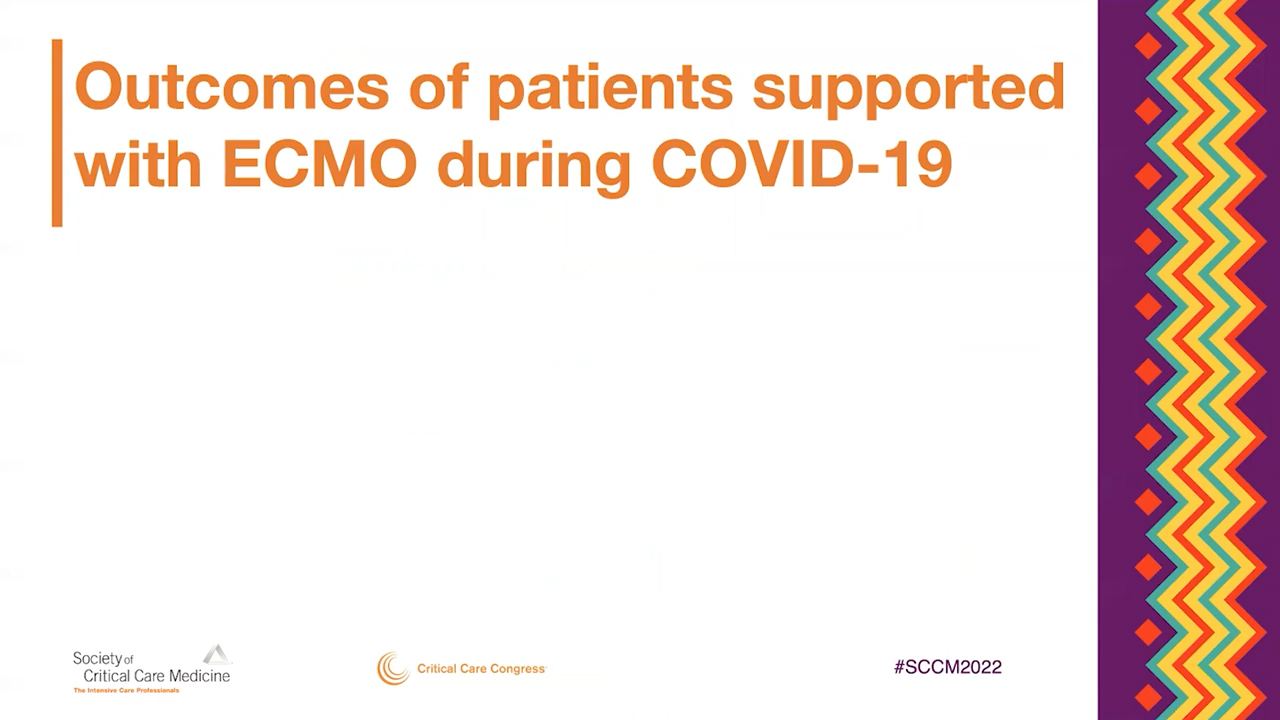 Outcomes of patients supported
with ECMO during COVID-19
Society of
Critical Care Medicine
The Intensive Care Professionals
Critical Care Congress
#SCCM2022